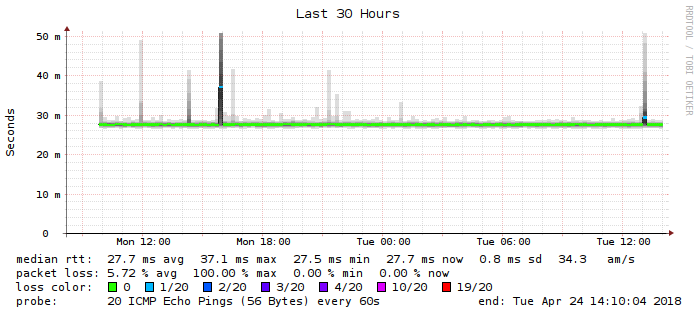 Last 30 Hours
RRDTOOL / TOBI OETIKER
Seconds
50 m
40 m
30 m
20 m
10 m
0
Mon 12:00 Mon 18:00 Tue 00:00 Tue 06:00 Tue 12:00
median rtt: 27.7 ms avg 37.1 ms max 27.5 ms min 27.7 ms now 0.8 ms sd 34.3 am/s
packet loss: 5.72 % avg 100.00 % max 0.00 % min 0.00 % now
loss color: 0 1/20 2/20 3/20 4/20 10/20 19/20
probe: 20 ICMP Echo Pings (56 Bytes) every 60s end: Tue Apr 24 14:10:04 2018